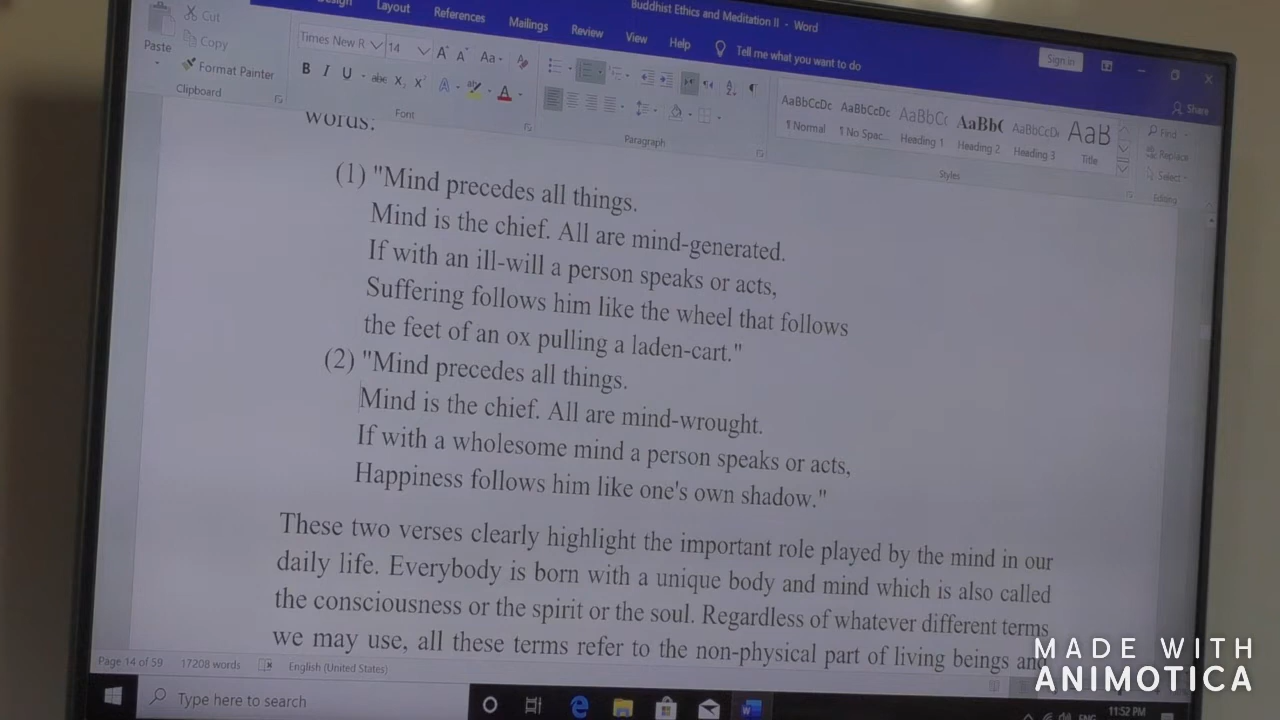 Design Layout References Mailings Review View Help Tell me what you want to do
Buddhist Ethics and Meditation II - Word
Sign in
Share
Cut
Copy
Paste
Format Painter
Clipboard
Times New R 14
Aa
B I U abc X₂ X² A
Font
Paragraph
AaBbCcDc AaBbCcDc AaBbCc AaBbC AaBbCcD AaB
¶ Normal ¶ No Spac... Heading 1 Heading 2 Heading 3 Title
Styles
Find
Replace
Select
Editing
words:
(1) "Mind precedes all things.
Mind is the chief. All are mind-generated.
If with an ill-will a person speaks or acts,
Suffering follows him like the wheel that follows
the feet of an ox pulling a laden-cart."
(2) "Mind precedes all things.
Mind is the chief. All are mind-wrought.
If with a wholesome mind a person speaks or acts,
Happiness follows him like one's own shadow."
These two verses clearly highlight the important role played by the mind in our
daily life. Everybody is born with a unique body and mind which is also called
the consciousness or the spirit or the soul. Regardless of whatever different terms
we may use, all these terms refer to the non-physical part of living beings and
Page 14 of 59 17208 words English (United States)
Type here to search
ENG 11:52 PM
MADE WITH
ANIMOTICA